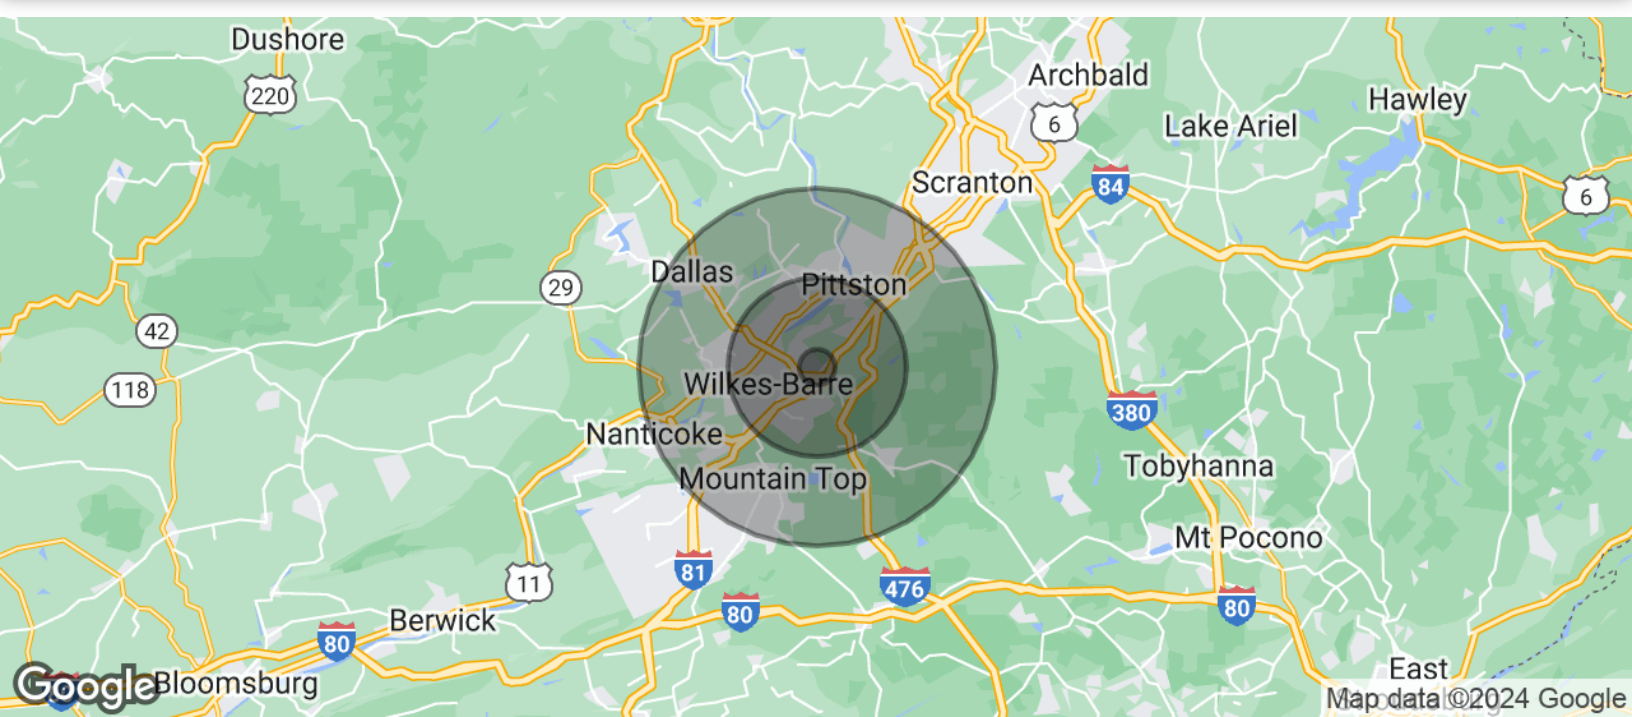 Dushore
220
Archbald
6
Hawley
Lake Ariel
Scranton
84
6
Dallas
Pittston
29
42
118
Wilkes-Barre
380
Nanticoke
Tobyhanna
Mountain Top
Mt Pocono
81
11
476
80
80
Berwick
80
East
Bloomsburg
Google
Map data ©2024 Google